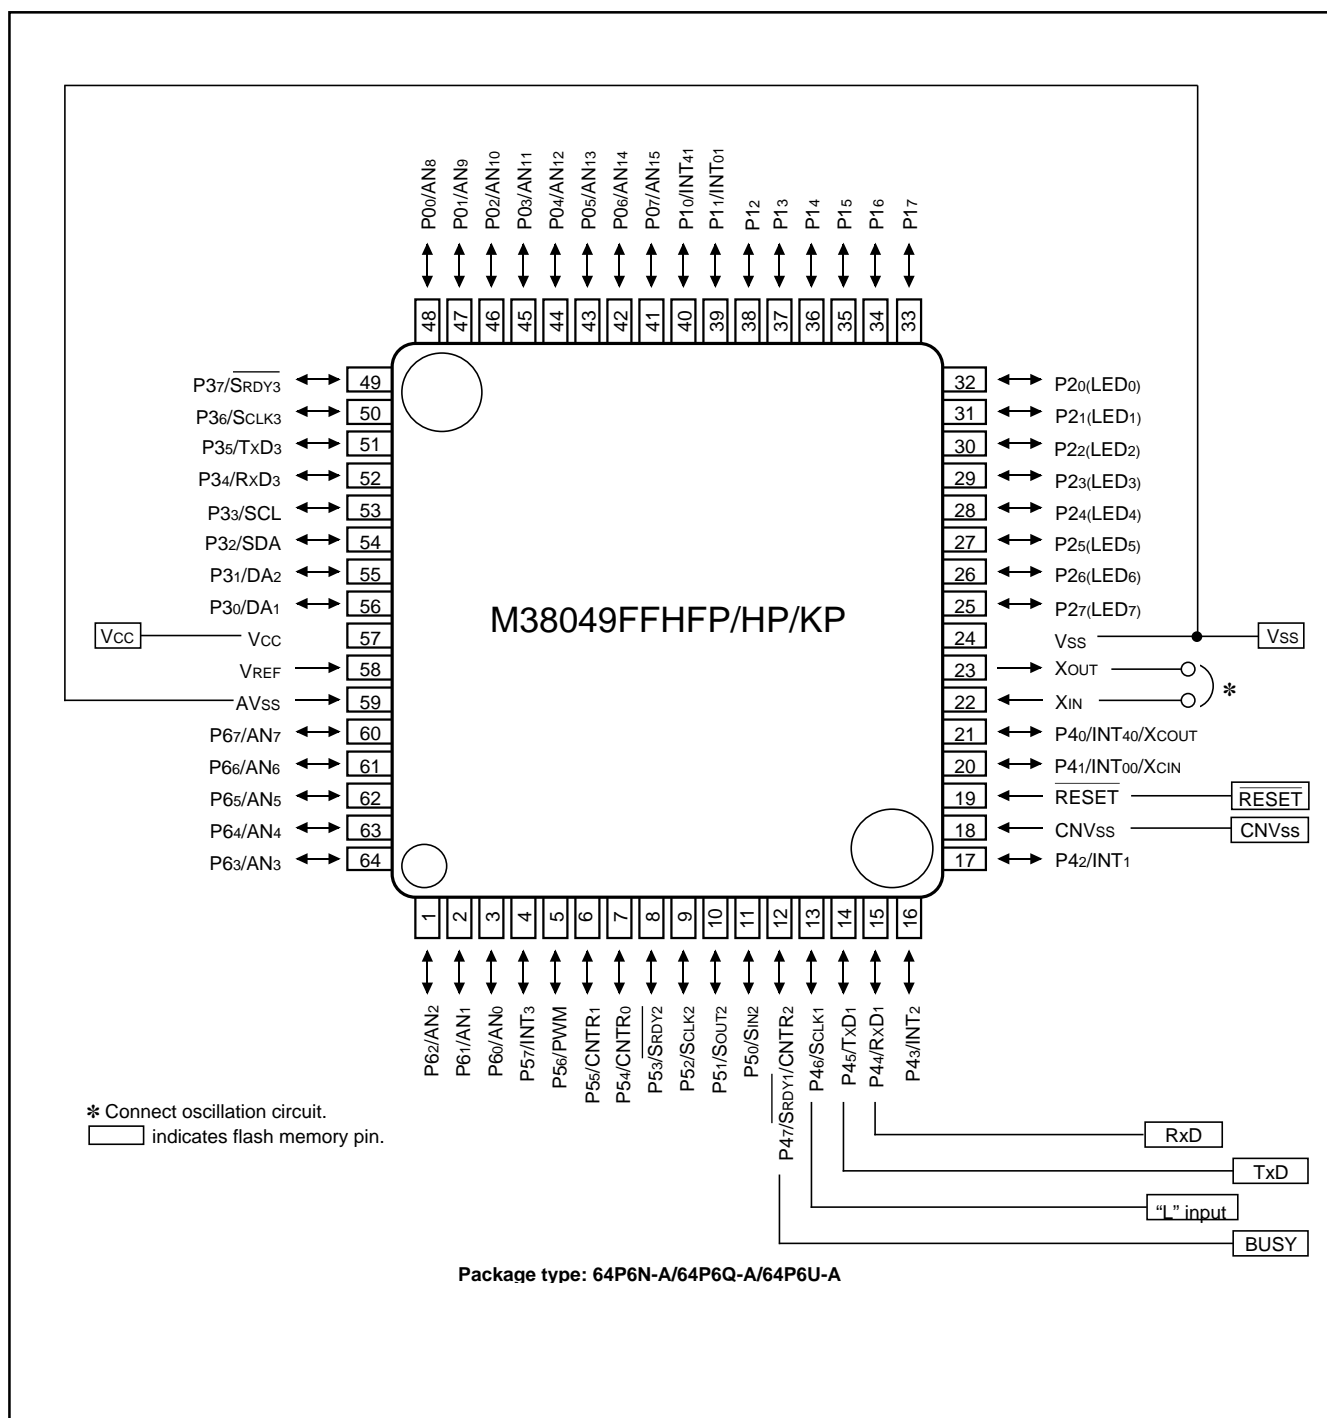 P00/AN8
P01/AN9
P02/AN10
P03/AN11
P04/AN12
P05/AN13
P06/AN14
P07/AN15
P10/INT41
P11/INT01
P12
P13
P14
P15
P16
P17
48
47
46
45
44
43
42
41
40
39
38
37
36
35
34
33
P37/SRDY3 49
P36/SCLK3 50
P35/TXD3 51
P34/RXD3 52
P33/SCL 53
P32/SDA 54
P31/DA2 55
P30/DA1 56
VCC VCC 57
VREF 58
AVSS 59
P67/AN7 60
P66/AN6 61
P65/AN5 62
P64/AN4 63
P63/AN3 64
M38049FFHFP/HP/KP
32 P20(LED0)
31 P21(LED1)
30 P22(LED2)
29 P23(LED3)
28 P24(LED4)
27 P25(LED5)
26 P26(LED6)
25 P27(LED7)
24 VSS VSS
23 XOUT
22 XIN ✻
21 P40/INT40/XCOUT
20 P41/INT00/XCIN
19 RESET RESET
18 CNVSS CNVSS
17 P42/INT1
1
2
3
4
5
6
7
8
9
10
11
12
13
14
15
16
P62/AN2
P61/AN1
P60/AN0
P57/INT3
P56/PWM
P55/CNTR1
P54/CNTR0
P53/SRDY2
P52/SCLK2
P51/SOUT2
P50/SIN2
P47/SRDY1/CNTR2
P46/SCLK1
P45/TXD1
P44/RXD1
P43/INT2
✻ Connect oscillation circuit.
indicates flash memory pin.
RxD
TxD
“L” input
BUSY
Package type: 64P6N-A/64P6Q-A/64P6U-A